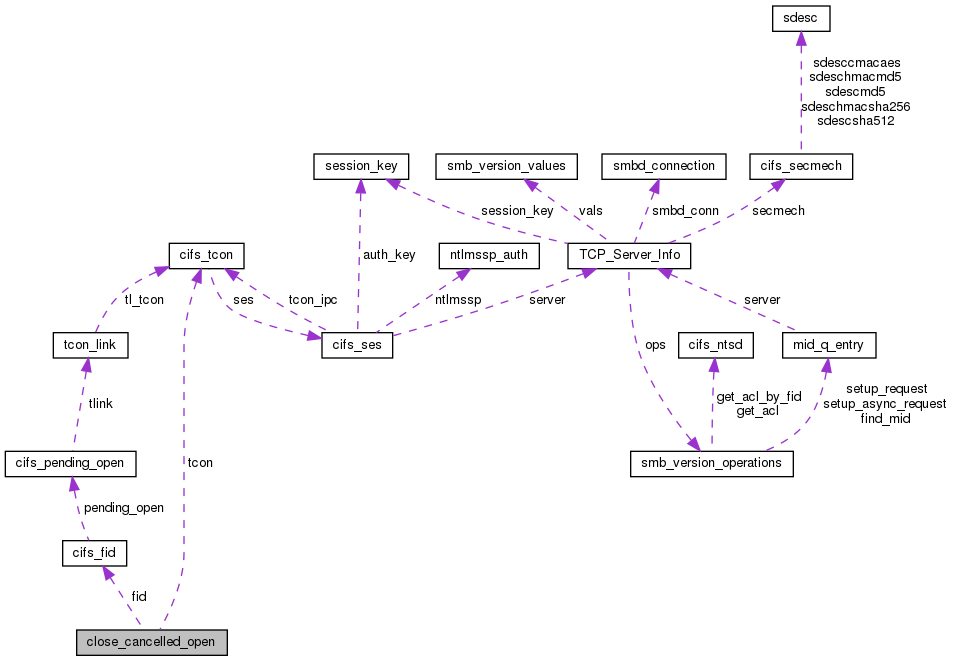 sdesc
sdesccmacaes
sdeschmacmd5
sdescmd5
sdeschmacsha256
sdescsha512
session_key
smb_version_values
smbd_connection
cifs_secmech
session_key
vals
smbd_conn
secmech
cifs_tcon
auth_key
ntlmssp_auth
TCP_Server_Info
tl_tcon
ses
tcon_ipc
ntlmssp
server
server
tcon_link
cifs_ses
ops
cifs_ntsd
mid_q_entry
tlink
get_acl_by_fid
get_acl
setup_request
setup_async_request
find_mid
cifs_pending_open
tcon
smb_version_operations
pending_open
cifs_fid
fid
close_cancelled_open